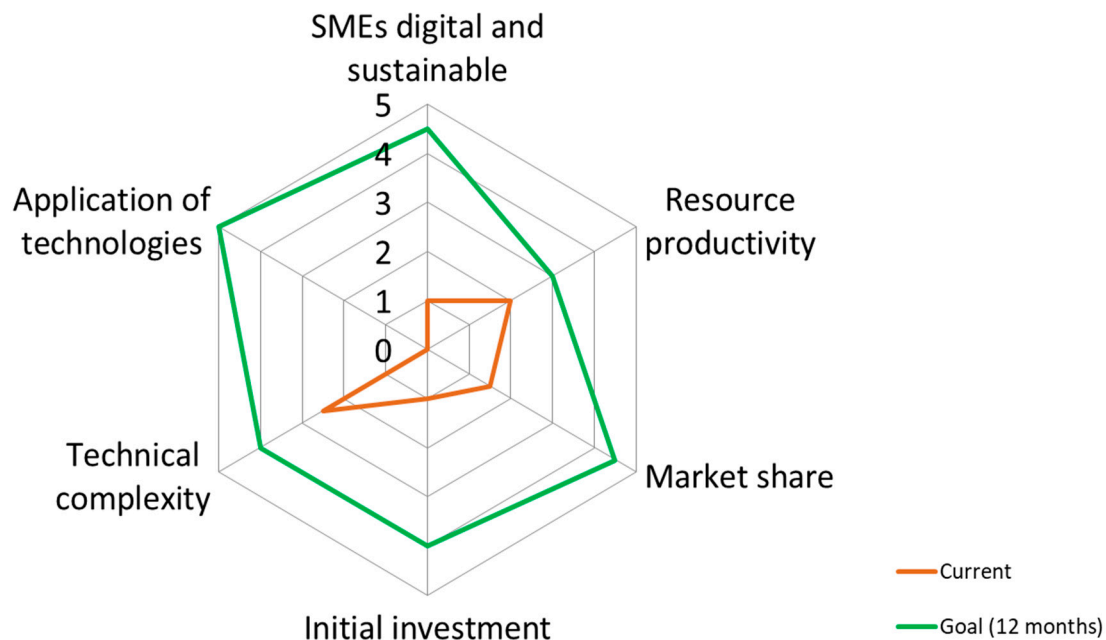 SMEs digital and
sustainable
5
4
3
2
1
0
Application of
technologies
Resource
productivity
Technical
complexity
Market share
Initial investment
Current
Goal (12 months)